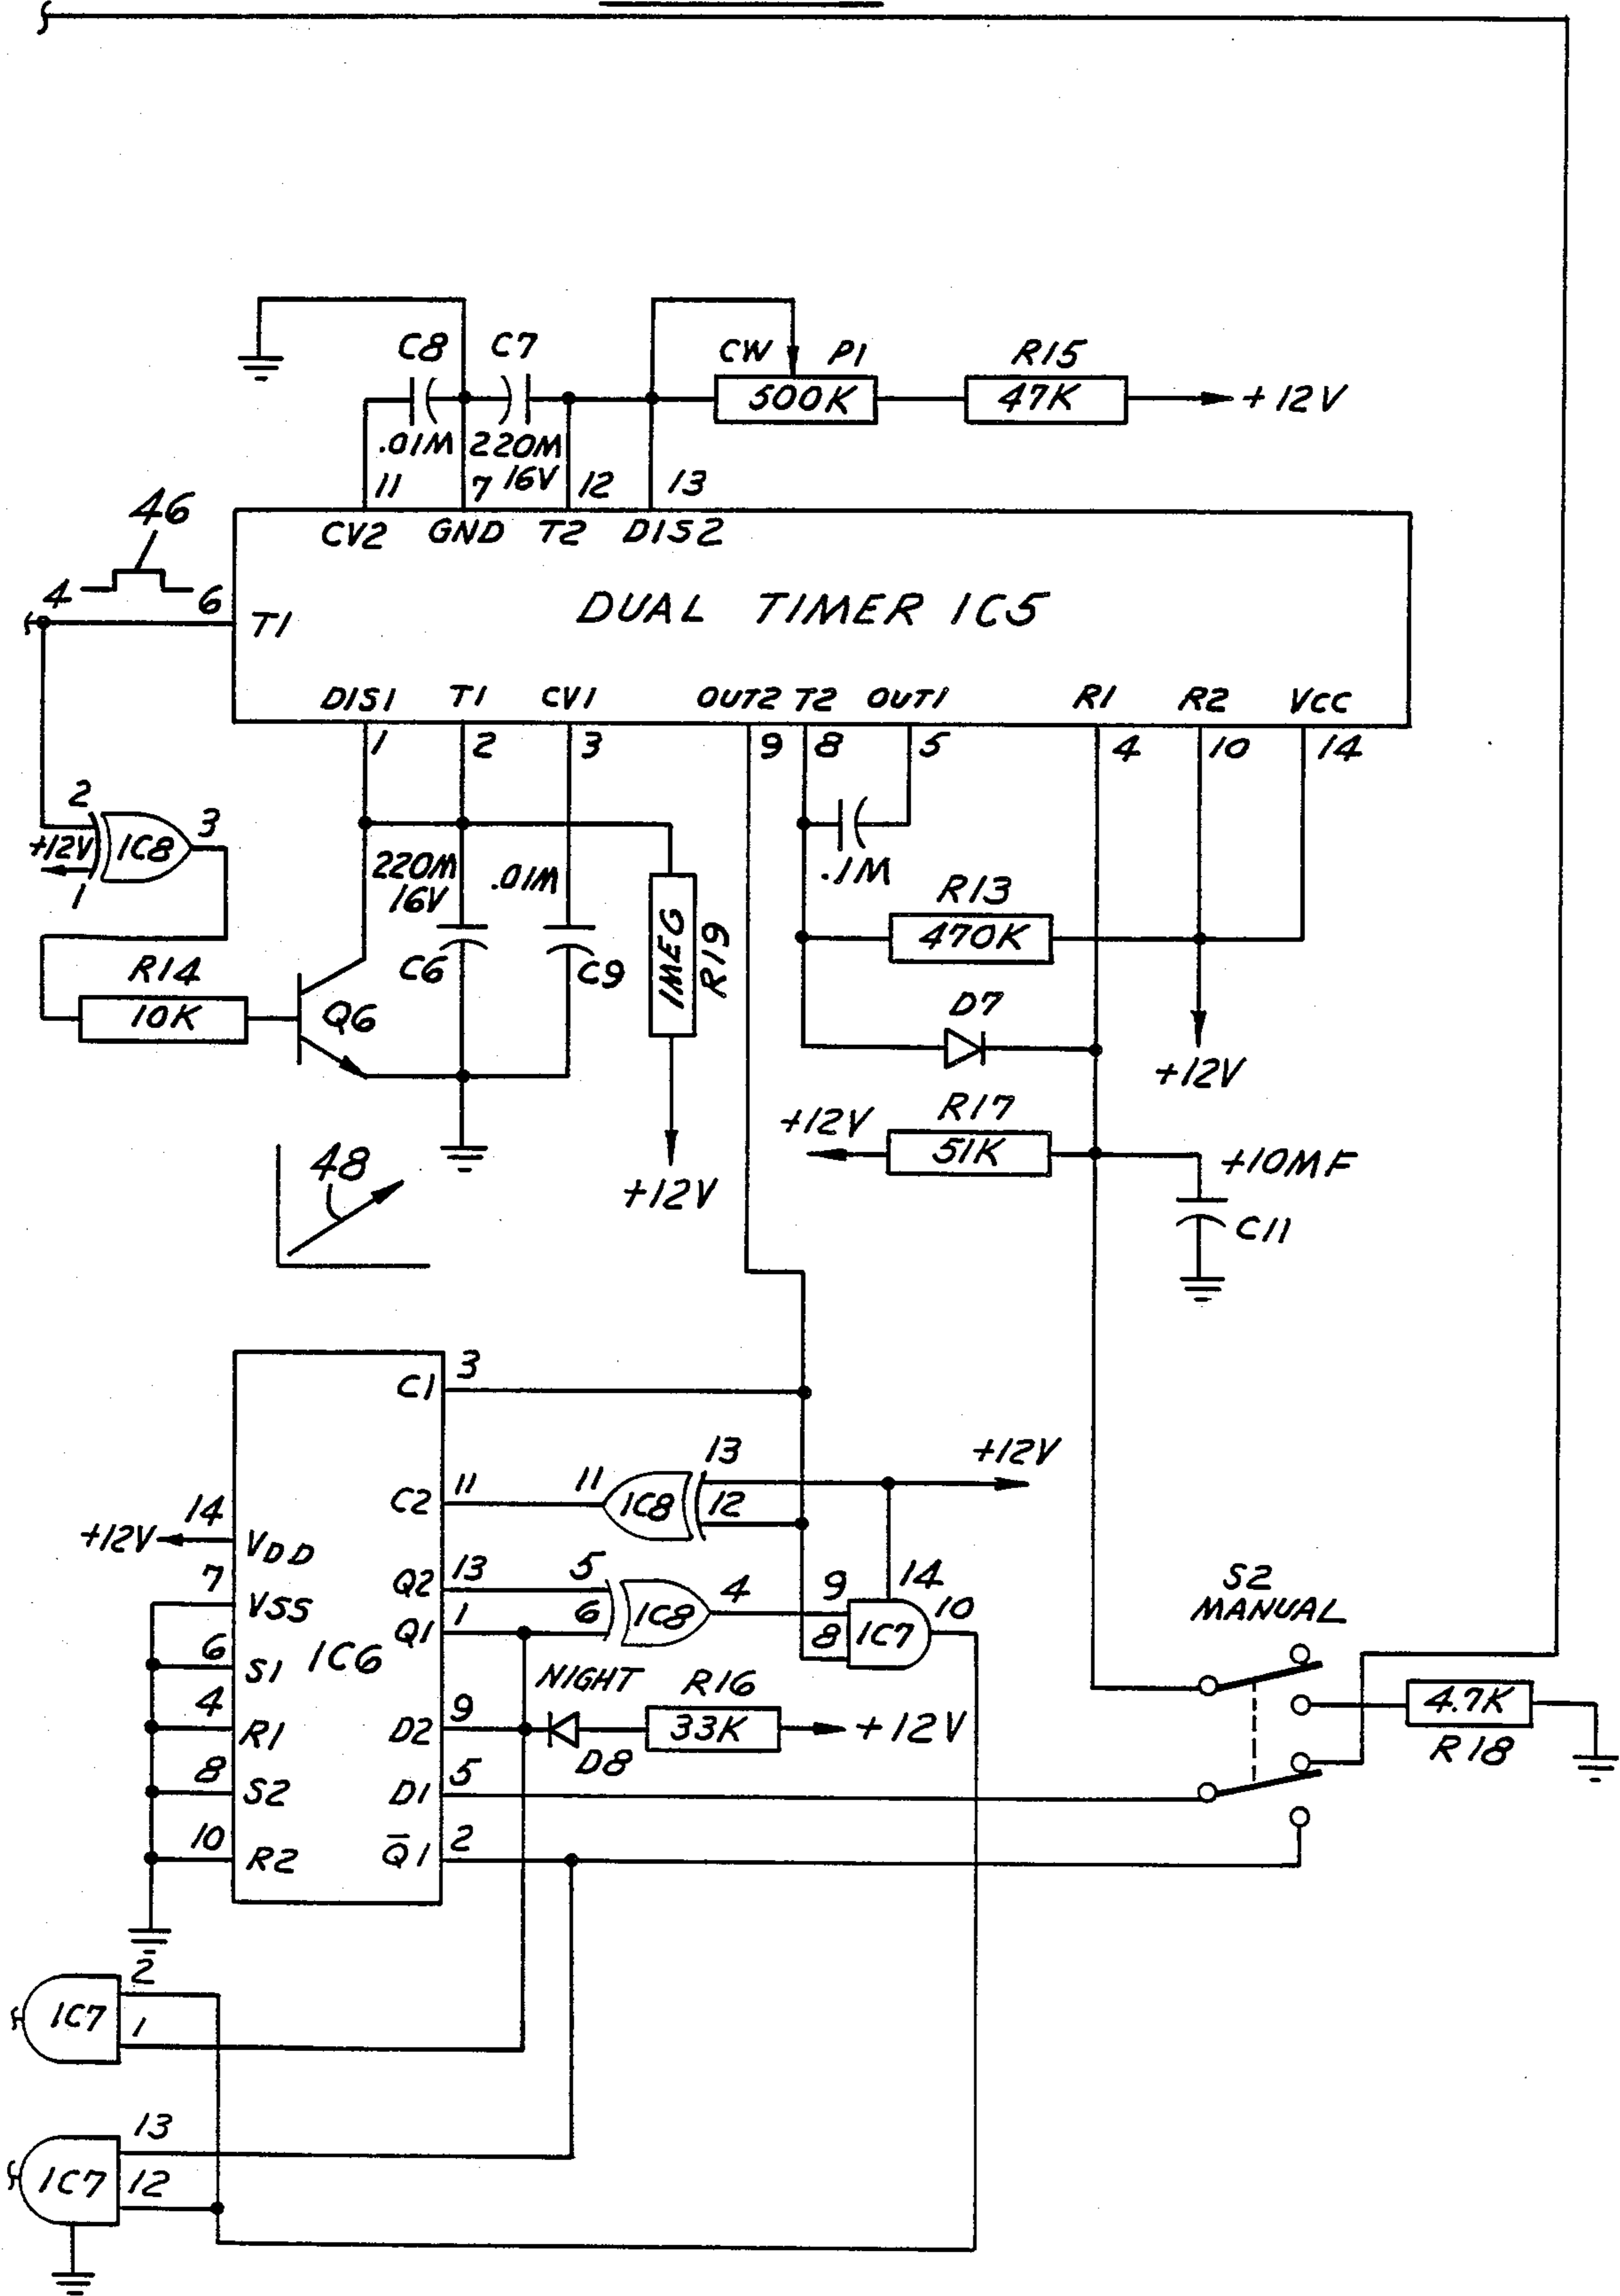 C8 C7 CW P1 R15
500K 47K +12V
.01M 220M
16V
11 7 12 13
46
CV2 GND T2 DIS2
4 6
T1 DUAL TIMER IC5
DIS1 T1 CV1 OUT2 T2 OUT1 R1 R2 VCC
1 2 3 9 8 5 4 10 14
2 3
+12V IC8
1
220M .01M .1M
16V
R13
470K
1MEG R19
C6 C9
R14
10K Q6
D7
+12V
R17
+12V 51K
48 +10MF
+12V
C11
C1 3
13 +12V
C2 11 11 IC8 12
14
+12V VDD
7 Q2 13 5 4 9 14
VSS 6 IC8 8 IC7 10
Q1 1
S2
MANUAL
6 S1 IC6
NIGHT R16
4 R1 D2 9 33K +12V
D8
4.7K
R18
8 S2 D1 5
10 R2 Q̅1 2
2
IC7
1
13
IC7 12